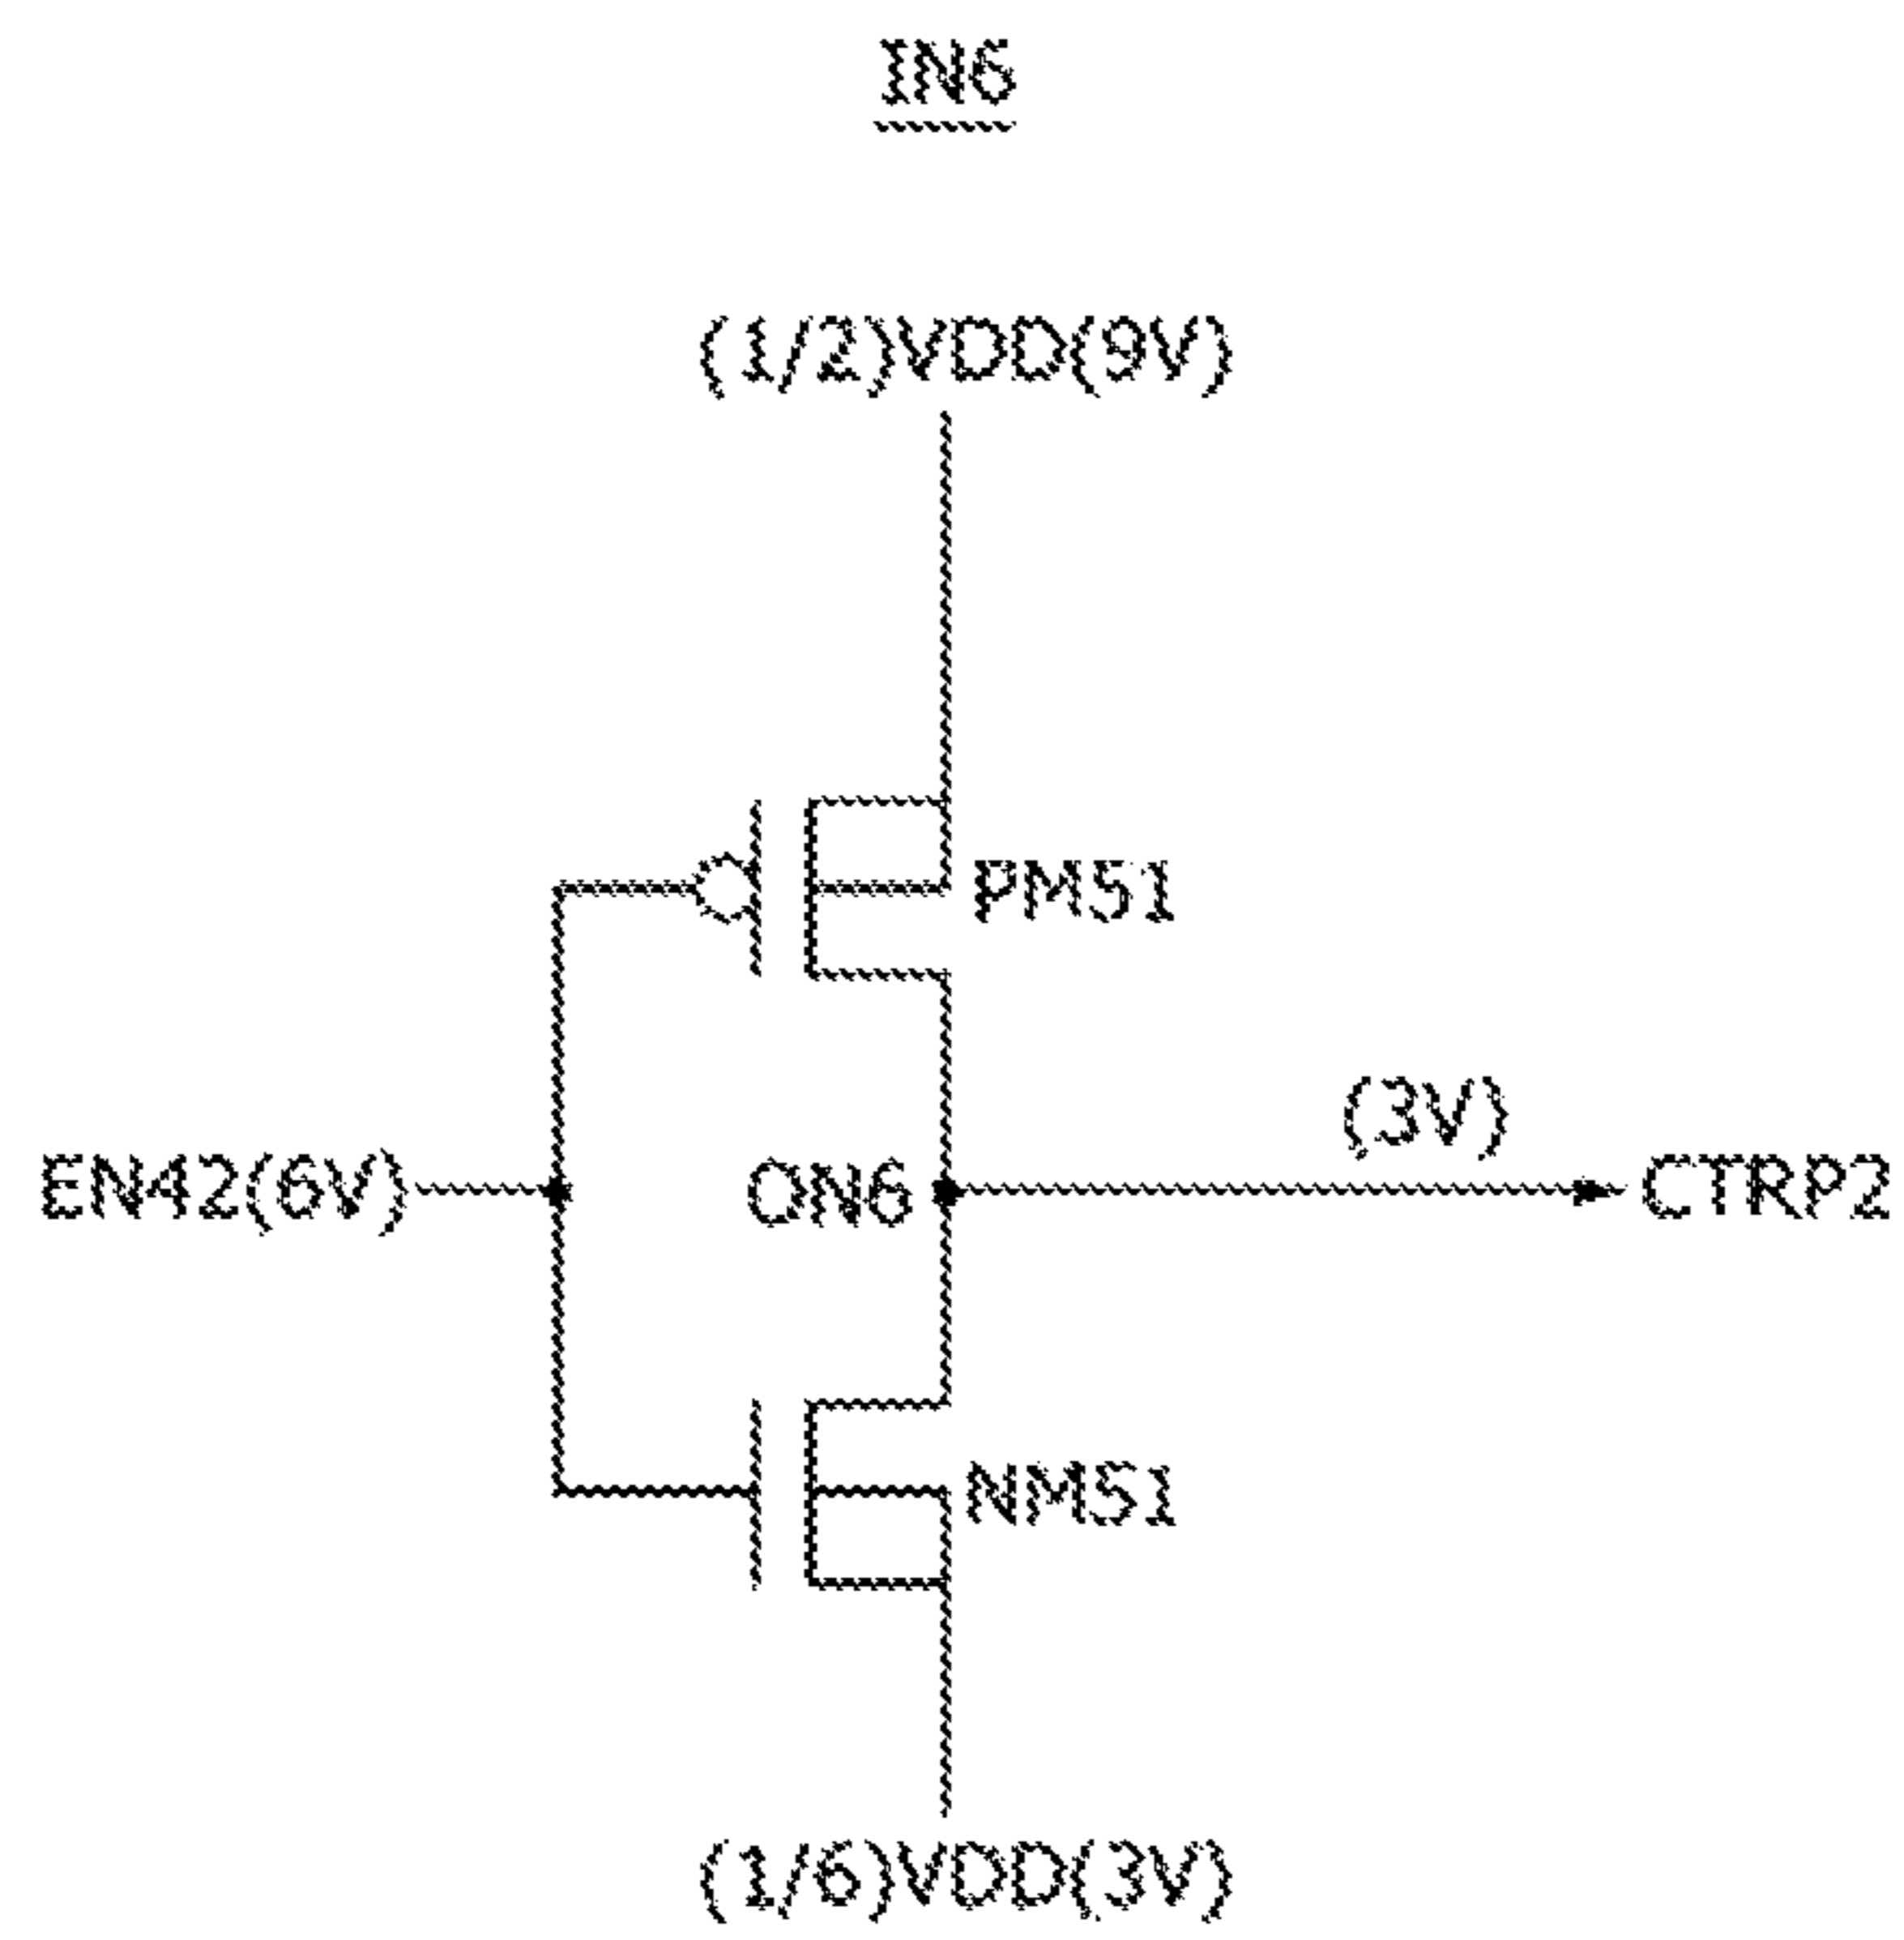 IN6
(1/2)VDD(9V)
PM51
(3V)
EN42(6V)
ON6
CTRP2
NM51
(1/6)VDD(3V)